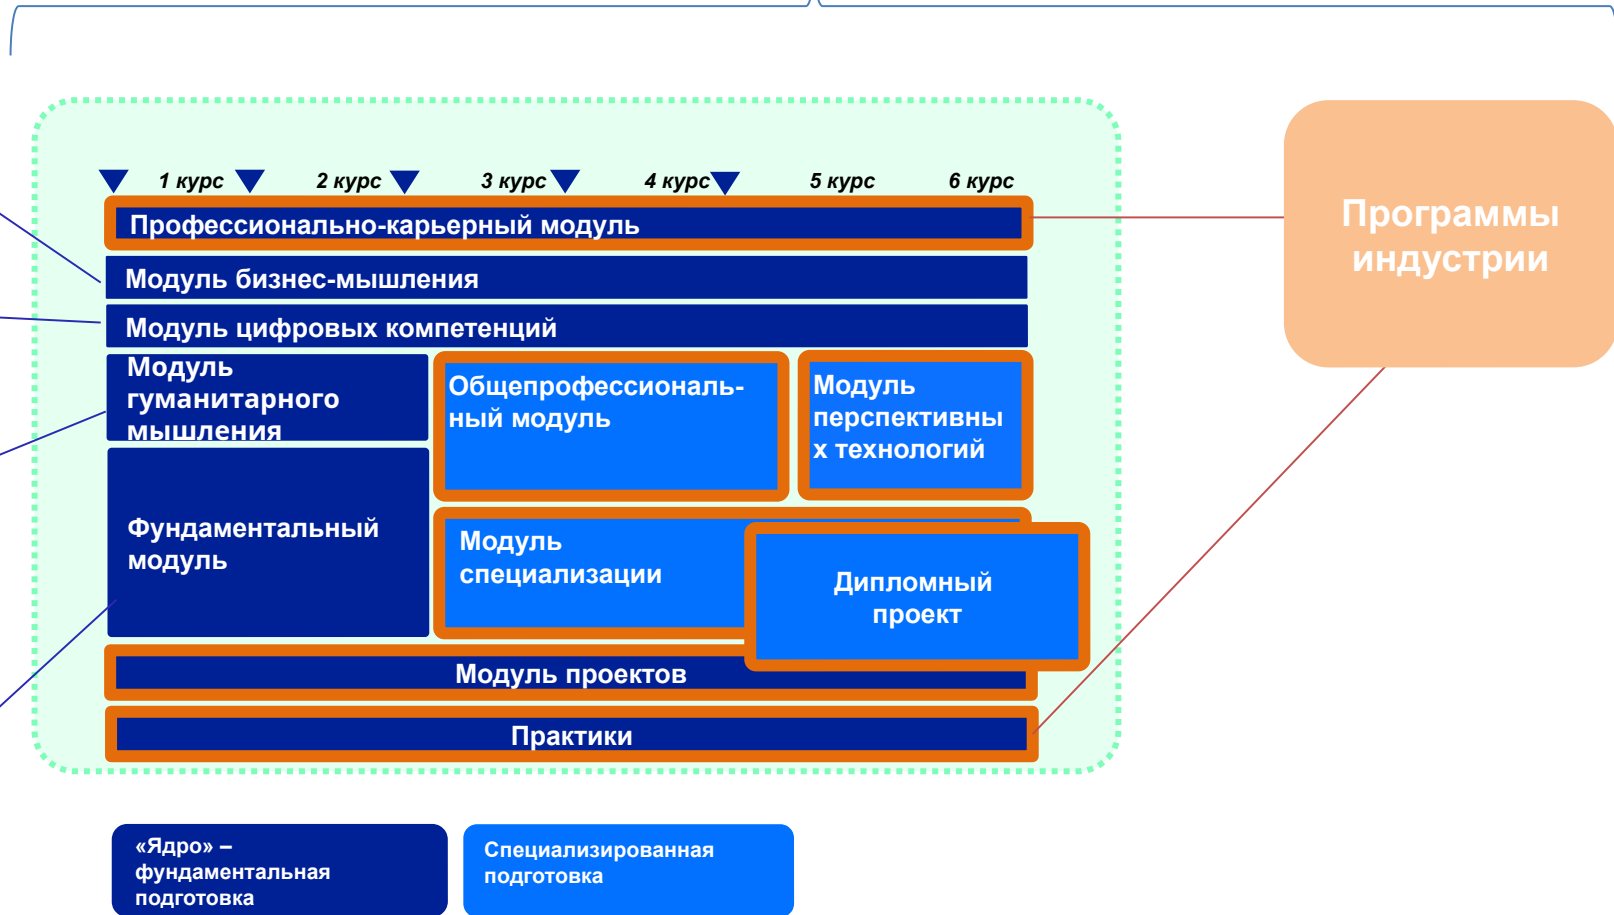 1 курс 2 курс 3 курс 4 курс 5 курс 6 курс
Профессионально-карьерный модуль
Модуль бизнес-мышления
Модуль цифровых компетенций
Модуль
гуманитарного
мышления
Общепрофессиональ-
ный модуль
Модуль
перспективны
х технологий
Фундаментальный
модуль
Модуль
специализации
Дипломный
проект
Модуль проектов
Практики
Программы
индустрии
«Ядро» –
фундаментальная
подготовка
Специализированная
подготовка